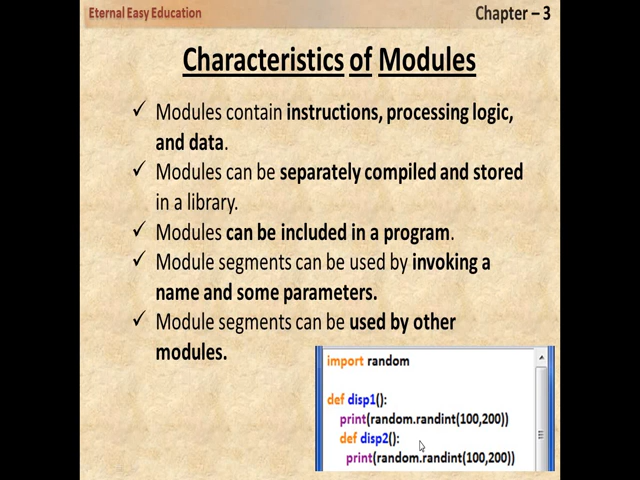 Eternal Easy Education
Chapter – 3
Characteristics of Modules
✓ Modules contain instructions, processing logic,
and data.
✓ Modules can be separately compiled and stored
in a library.
✓ Modules can be included in a program.
✓ Module segments can be used by invoking a
name and some parameters.
✓ Module segments can be used by other
modules.
import random
def disp1():
print(random.randint(100,200))
def disp2():
print(random.randint(100,200))